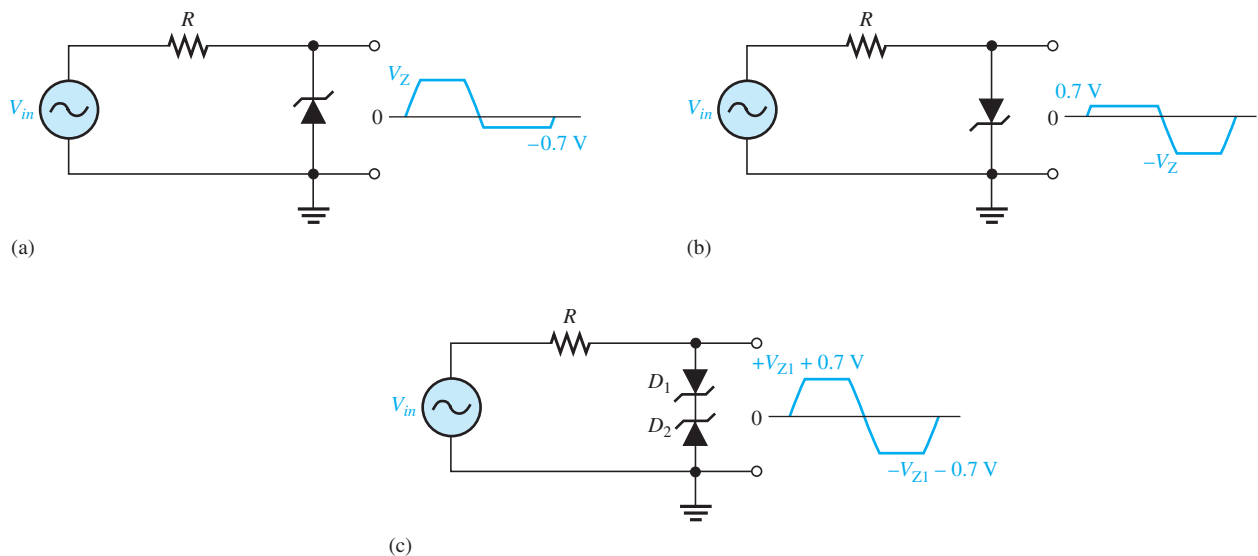 R
V_in
V_Z
0
−0.7 V
(a)
R
V_in
0.7 V
0
−V_Z
(b)
R
V_in
D_1
D_2
+V_Z1 + 0.7 V
0
−V_Z1 − 0.7 V
(c)